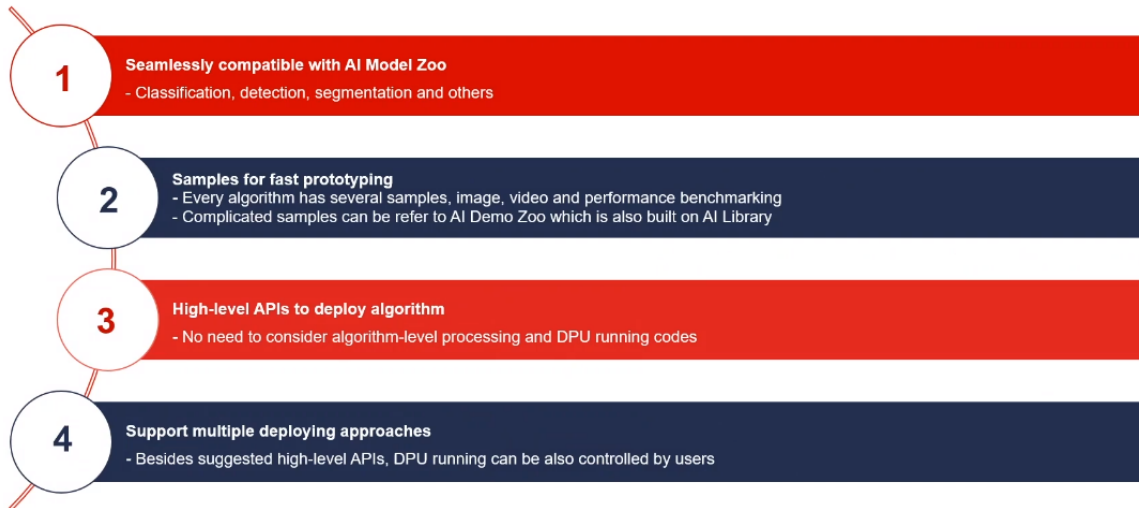 1
Seamlessly compatible with AI Model Zoo
- Classification, detection, segmentation and others
2
Samples for fast prototyping
- Every algorithm has several samples, image, video and performance benchmarking
- Complicated samples can be refer to AI Demo Zoo which is also built on AI Library
3
High-level APIs to deploy algorithm
- No need to consider algorithm-level processing and DPU running codes
4
Support multiple deploying approaches
- Besides suggested high-level APIs, DPU running can be also controlled by users